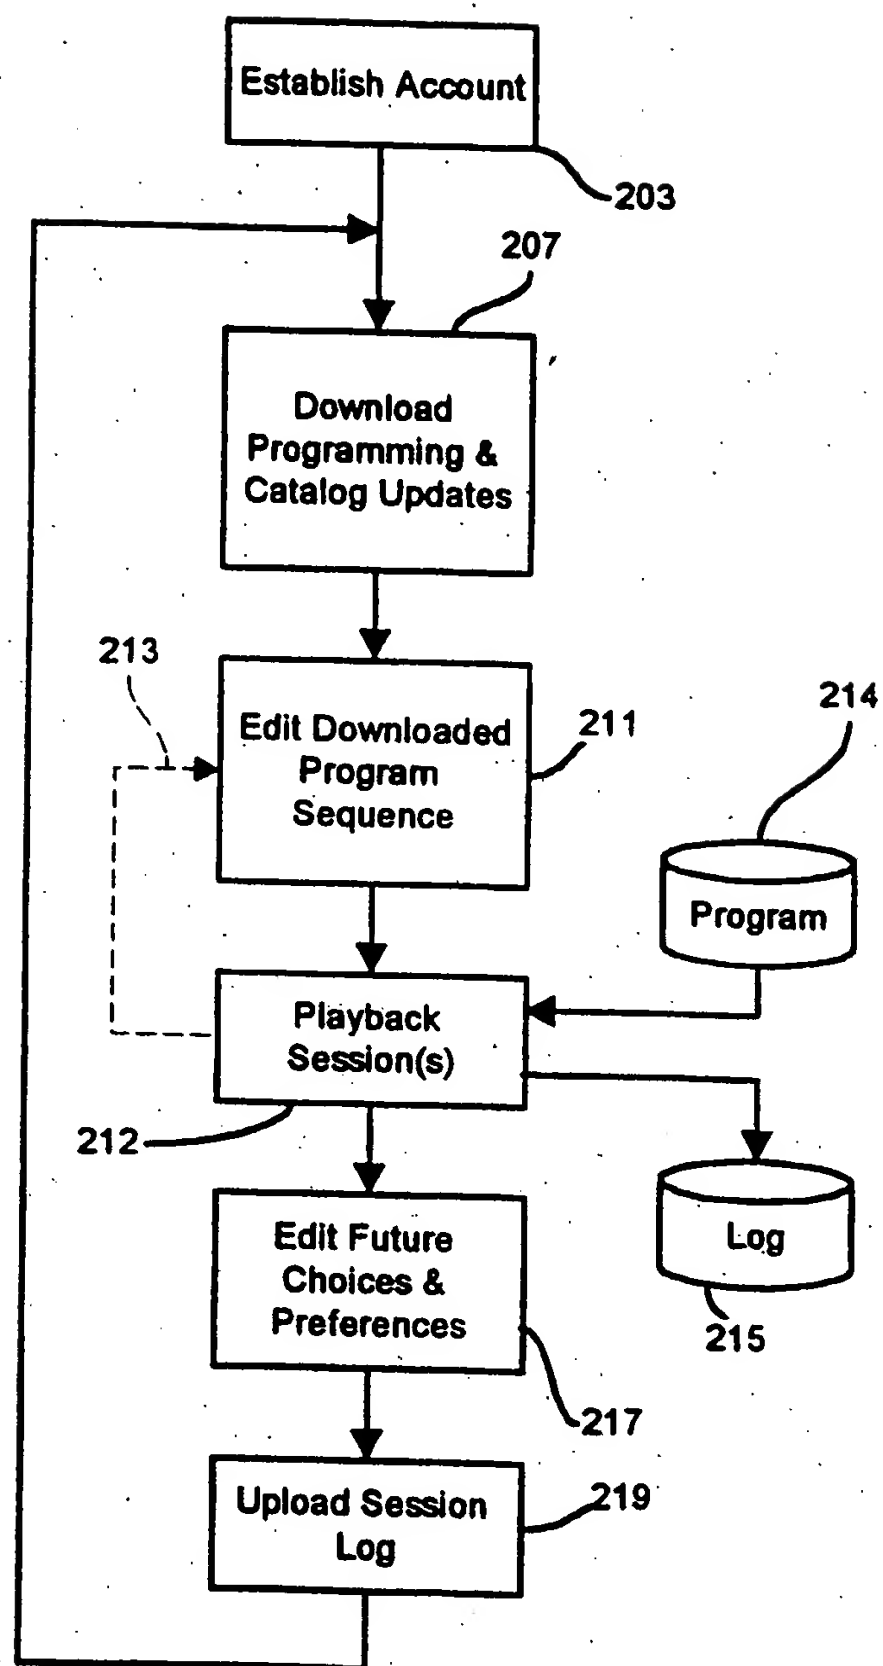 Establish Account
203
207
Download
Programming &
Catalog Updates
213
Edit Downloaded
Program
Sequence
211
214
Program
Playback
Session(s)
212
Log
215
Edit Future
Choices &
Preferences
217
Upload Session
Log
219